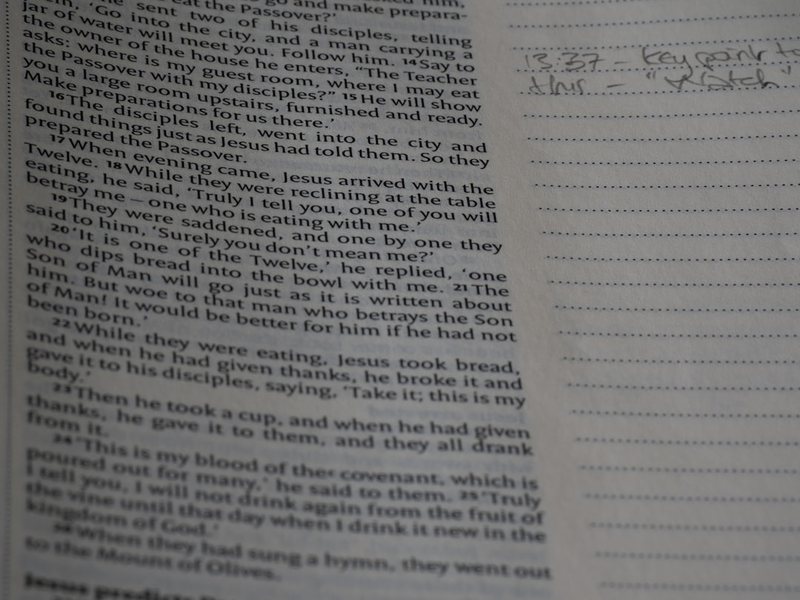 eat the Passover?'
go and make prepara-
sent two of his disciples, telling
'Go into the city, and a man carrying a
jar of water will meet you. Follow him. 14 Say to
the owner of the house he enters, "The Teacher
asks: where is my guest room, where I may eat
the Passover with my disciples?" 15 He will show
you a large room upstairs, furnished and ready.
Make preparations for us there.'
16 The disciples left, went into the city and
found things just as Jesus had told them. So they
prepared the Passover.
17 When evening came, Jesus arrived with the
Twelve. 18 While they were reclining at the table
eating, he said, 'Truly I tell you, one of you will
betray me – one who is eating with me.'
19 They were saddened, and one by one they
said to him, 'Surely you don't mean me?'
20 'It is one of the Twelve,' he replied, 'one
who dips bread into the bowl with me. 21 The
Son of Man will go just as it is written about
him. But woe to that man who betrays the Son
of Man! It would be better for him if he had not
been born.'
22 While they were eating, Jesus took bread,
and when he had given thanks, he broke it and
gave it to his disciples, saying, 'Take it; this is my
body.'
23 Then he took a cup, and when he had given
thanks, he gave it to them, and they all drank
from it.
24 'This is my blood of the covenant, which is
poured out for many,' he said to them. 25 'Truly
I tell you, I will not drink again from the fruit of
the vine until that day when I drink it new in the
kingdom of God.'
26 When they had sung a hymn, they went out
to the Mount of Olives.
Jesus predicts
13:37 – key point to
this – "Watch"